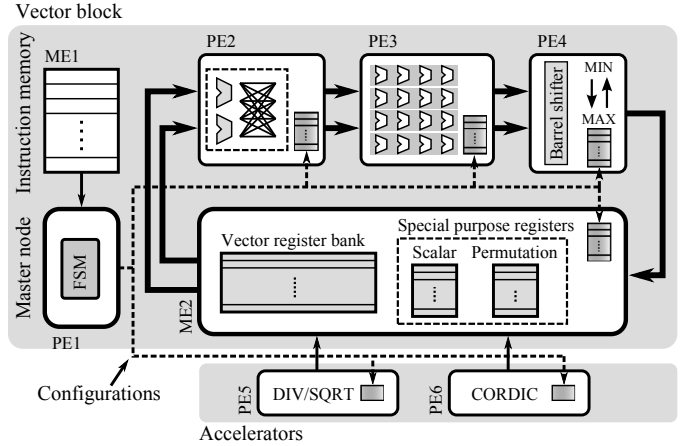 Vector block
Instruction memory
ME1
PE2
PE3
PE4
Barrel shifter
MIN
MAX
Master node
FSM
PE1
ME2
Vector register bank
Special purpose registers
Scalar
Permutation
Configurations
PE5
DIV/SQRT
PE6
CORDIC
Accelerators